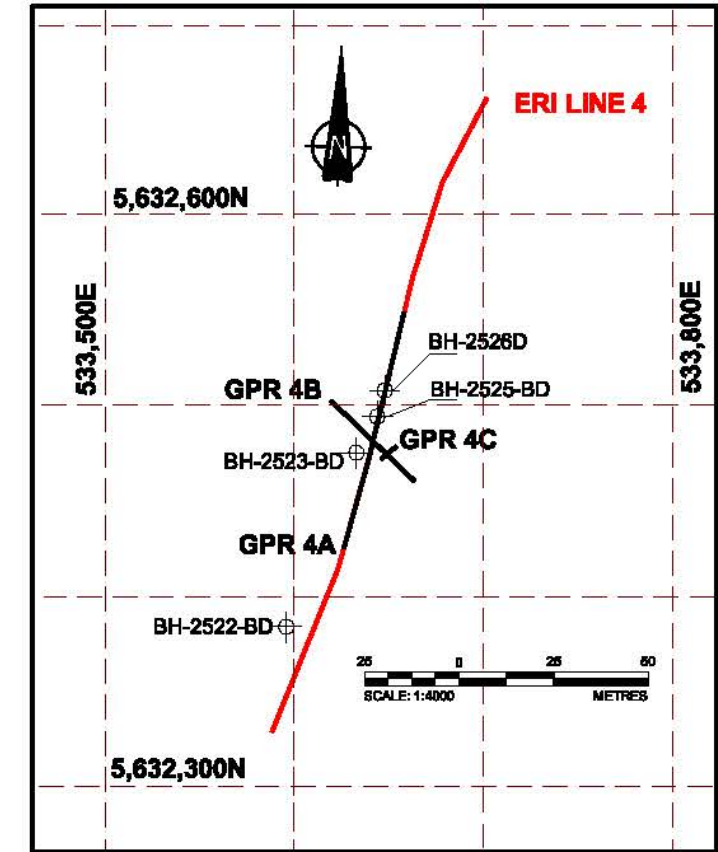 ERI LINE 4
N
5,632,600N
533,500E
533,800E
BH-2526D
GPR 4B
BH-2525-BD
GPR 4C
BH-2523-BD
GPR 4A
BH-2522-BD
25 0 25 50
SCALE: 1:4000 METRES
5,632,300N